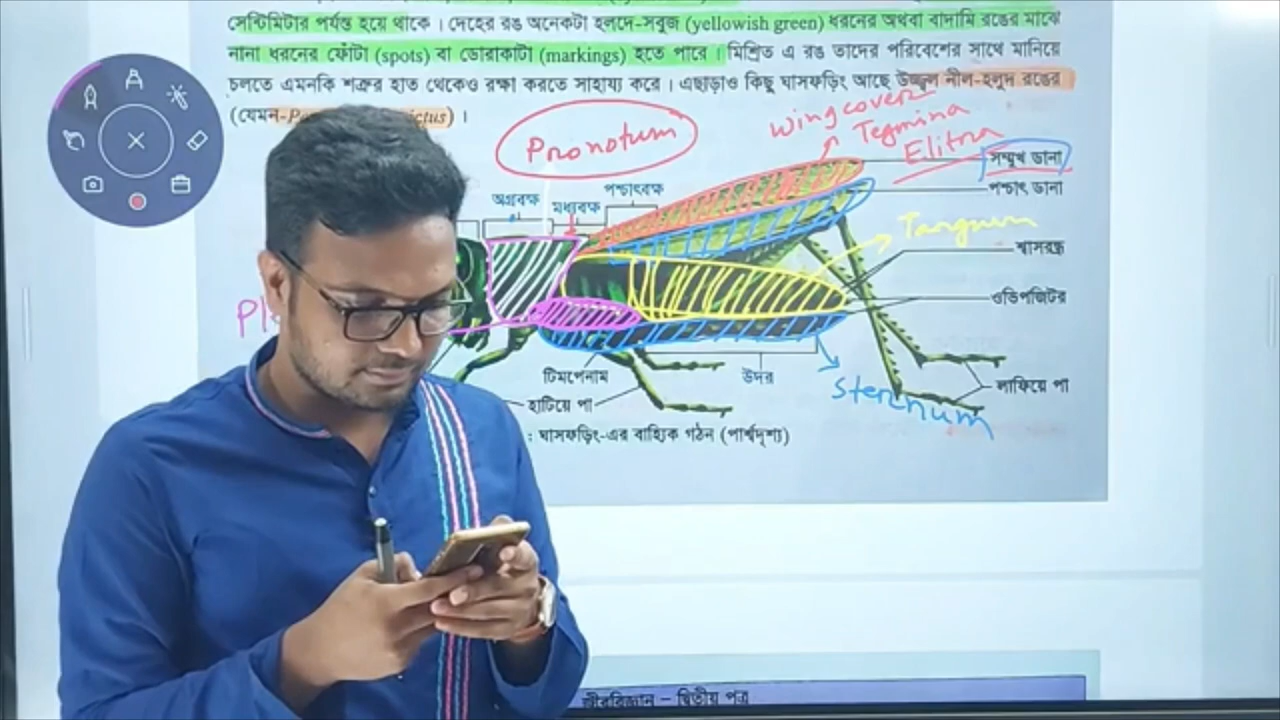 সেন্টিমিটার পর্যন্ত হয়ে থাকে । দেহের রঙ অনেকটা হলদে-সবুজ (yellowish green) ধরনের অথবা বাদামি রঙের মাঝে
নানা ধরনের ফোঁটা (spots) বা ডোরাকাটা (markings) হতে পারে । মিশ্রিত এ রঙ তাদের পরিবেশের সাথে মানিয়ে
চলতে এমনকি শত্রুর হাত থেকেও রক্ষা করতে সাহায্য করে । এছাড়াও কিছু ঘাসফড়িং আছে উজ্জ্বল নীল-হলুদ রঙের
(যেমন-
Pronotum
wing cover
Tegmina
Elitra
সম্মুখ ডানা
পশ্চাৎবক্ষ
পশ্চাৎ ডানা
অগ্রবক্ষ
মধ্যবক্ষ
Targnum
শ্বাসরন্ধ্র
ওভিপজিটর
Pl
টিমপেনাম
উদর
লাফিয়ে পা
হাটিয়ে পা
Sternum
: ঘাসফড়িং-এর বাহ্যিক গঠন (পার্শ্বদৃশ্য)
জীববিজ্ঞান – দ্বিতীয় পত্র